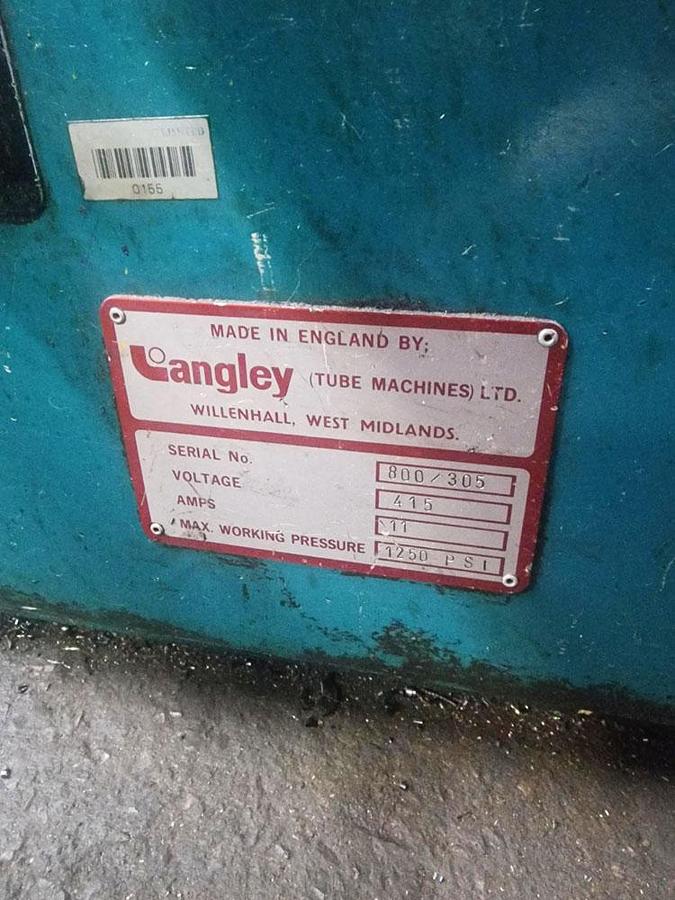 LIMITED
0155
MADE IN ENGLAND BY;
Langley (TUBE MACHINES) LTD.
WILLENHALL, WEST MIDLANDS.
SERIAL No. 800/305
VOLTAGE 415
AMPS 11
MAX. WORKING PRESSURE 1250 PSI